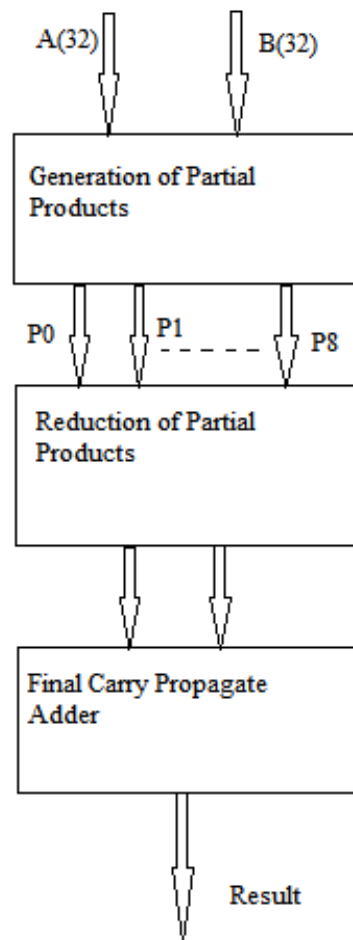 A(32)
B(32)
Generation of Partial
Products
P0
P1
P8
Reduction of Partial
Products
Final Carry Propagate
Adder
Result